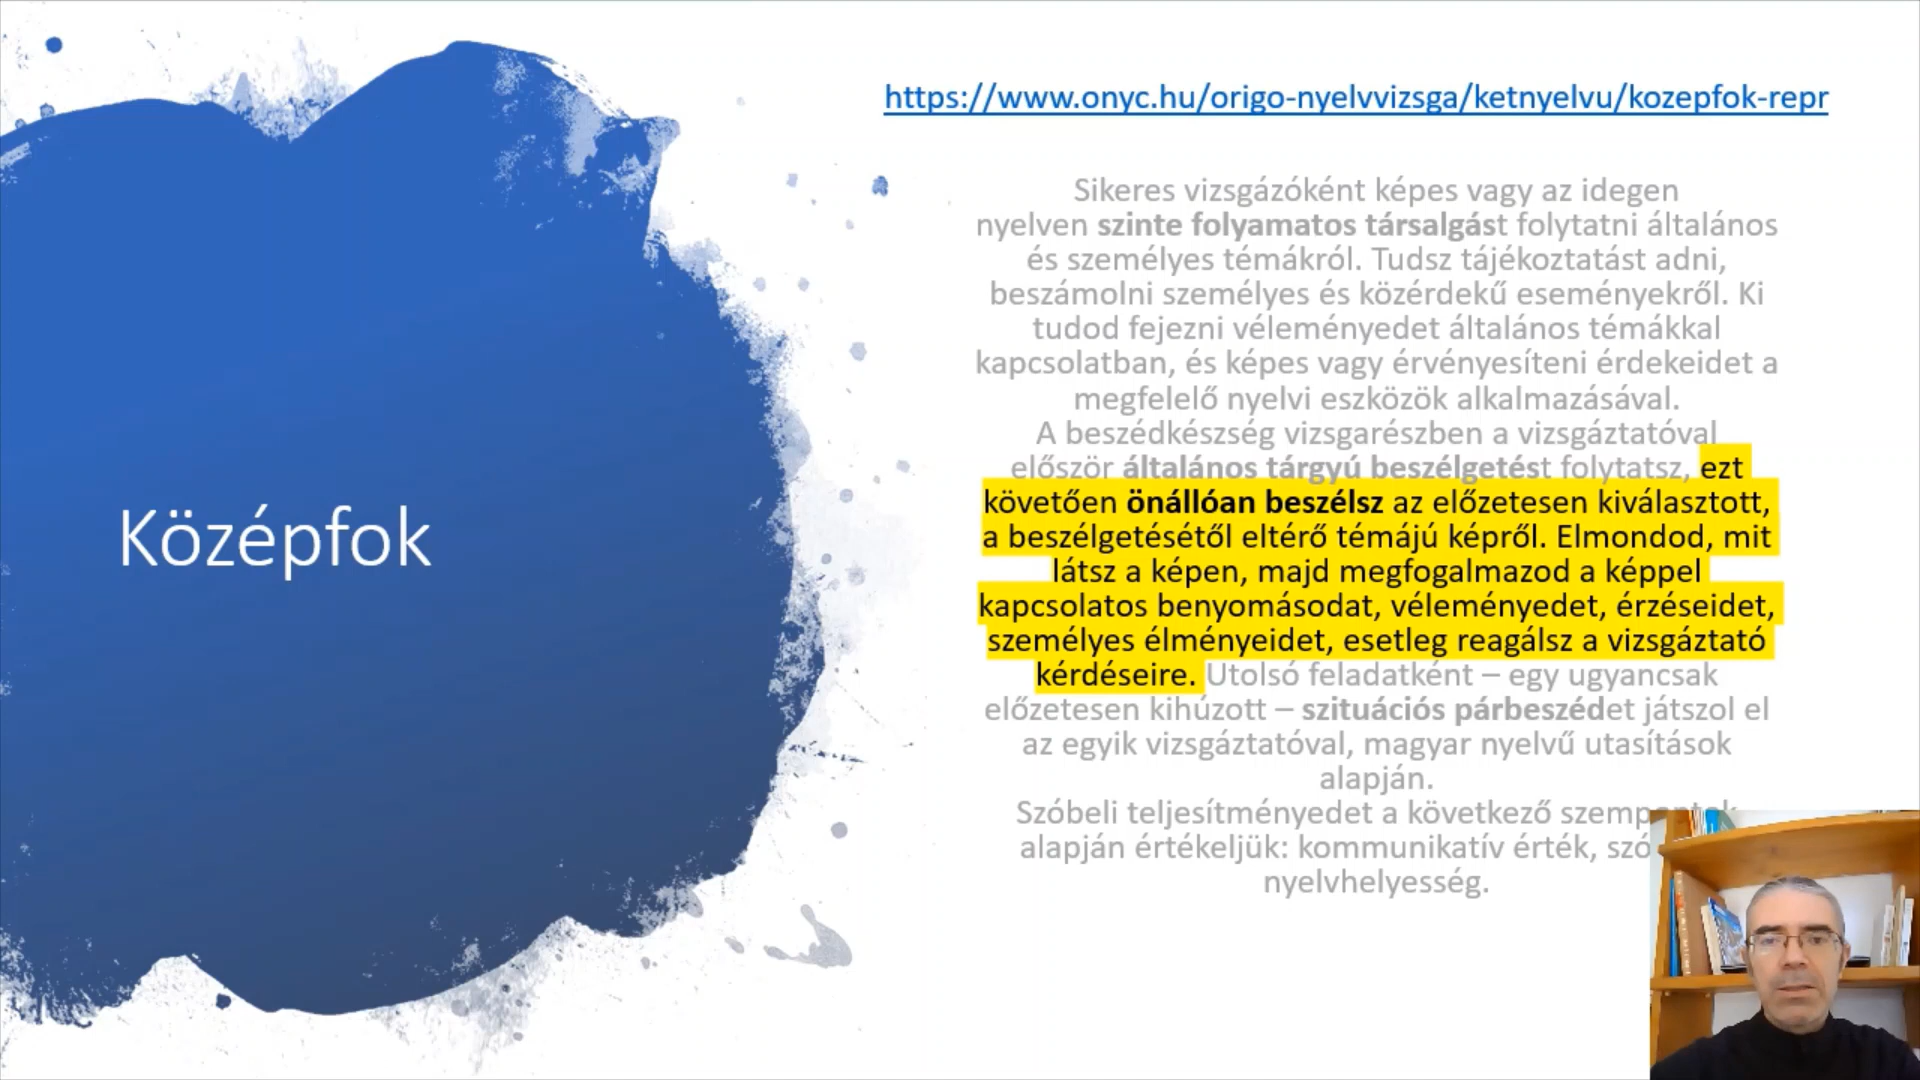 https://www.onyc.hu/origo-nyelvvizsga/ketnyelvu/kozepfok-repr
Középfok
Sikeres vizsgázóként képes vagy az idegen
nyelven szinte folyamatos társalgást folytatni általános
és személyes témákról. Tudsz tájékoztatást adni,
beszámolni személyes és közérdekű eseményekről. Ki
tudod fejezni véleményedet általános témákkal
kapcsolatban, és képes vagy érvényesíteni érdekeidet a
megfelelő nyelvi eszközök alkalmazásával.
A beszédkészség vizsgarészben a vizsgáztatóval
először általános tárgyú beszélgetést folytatsz, ezt
követően önállóan beszélsz az előzetesen kiválasztott,
a beszélgetésétől eltérő témájú képről. Elmondod, mit
látsz a képen, majd megfogalmazod a képpel
kapcsolatos benyomásodat, véleményedet, érzéseidet,
személyes élményeidet, esetleg reagálsz a vizsgáztató
kérdéseire. Utolsó feladatként – egy ugyancsak
előzetesen kihúzott – szituációs párbeszédet játszol el
az egyik vizsgáztatóval, magyar nyelvű utasítások
alapján.
Szóbeli teljesítményedet a következő
alapján értékeljük: kommunikatív érték,
nyelvhelyesség.